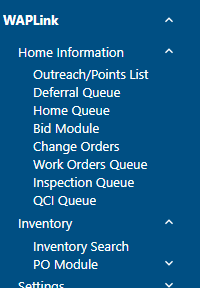 WAPLink
Home Information
Outreach/Points List
Deferral Queue
Home Queue
Bid Module
Change Orders
Work Orders Queue
Inspection Queue
QCI Queue
Inventory
Inventory Search
PO Module
Settings